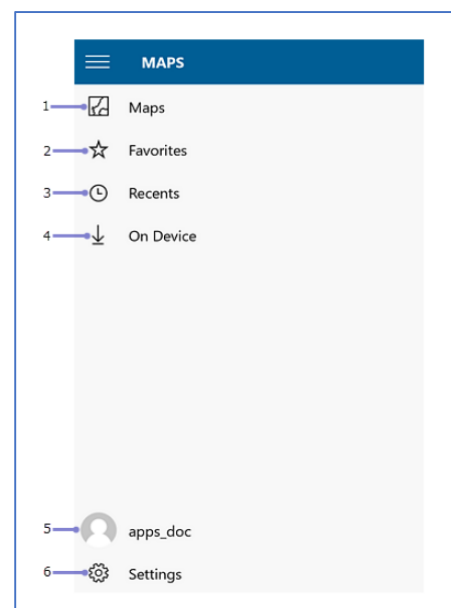 MAPS
1 Maps
2 Favorites
3 Recents
4 On Device
5 apps_doc
6 Settings